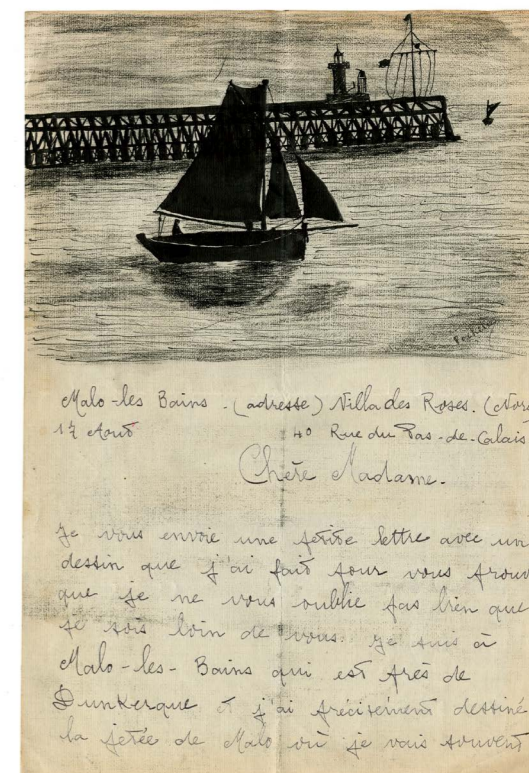 Malo-les Bains. (adresse) Villa des Roses. (Nord
17 Août 40 Rue du Pas-de-Calais
Chère Madame.
Je vous envoie une petite lettre avec un
dessin que j'ai fait pour vous prouv
que je ne vous oublie pas bien que
je sois loin de vous. Je suis à
Malo-les-Bains qui est près de
Dunkerque et j'ai précisément dessiné
la jetée de Malo où je vais souvent